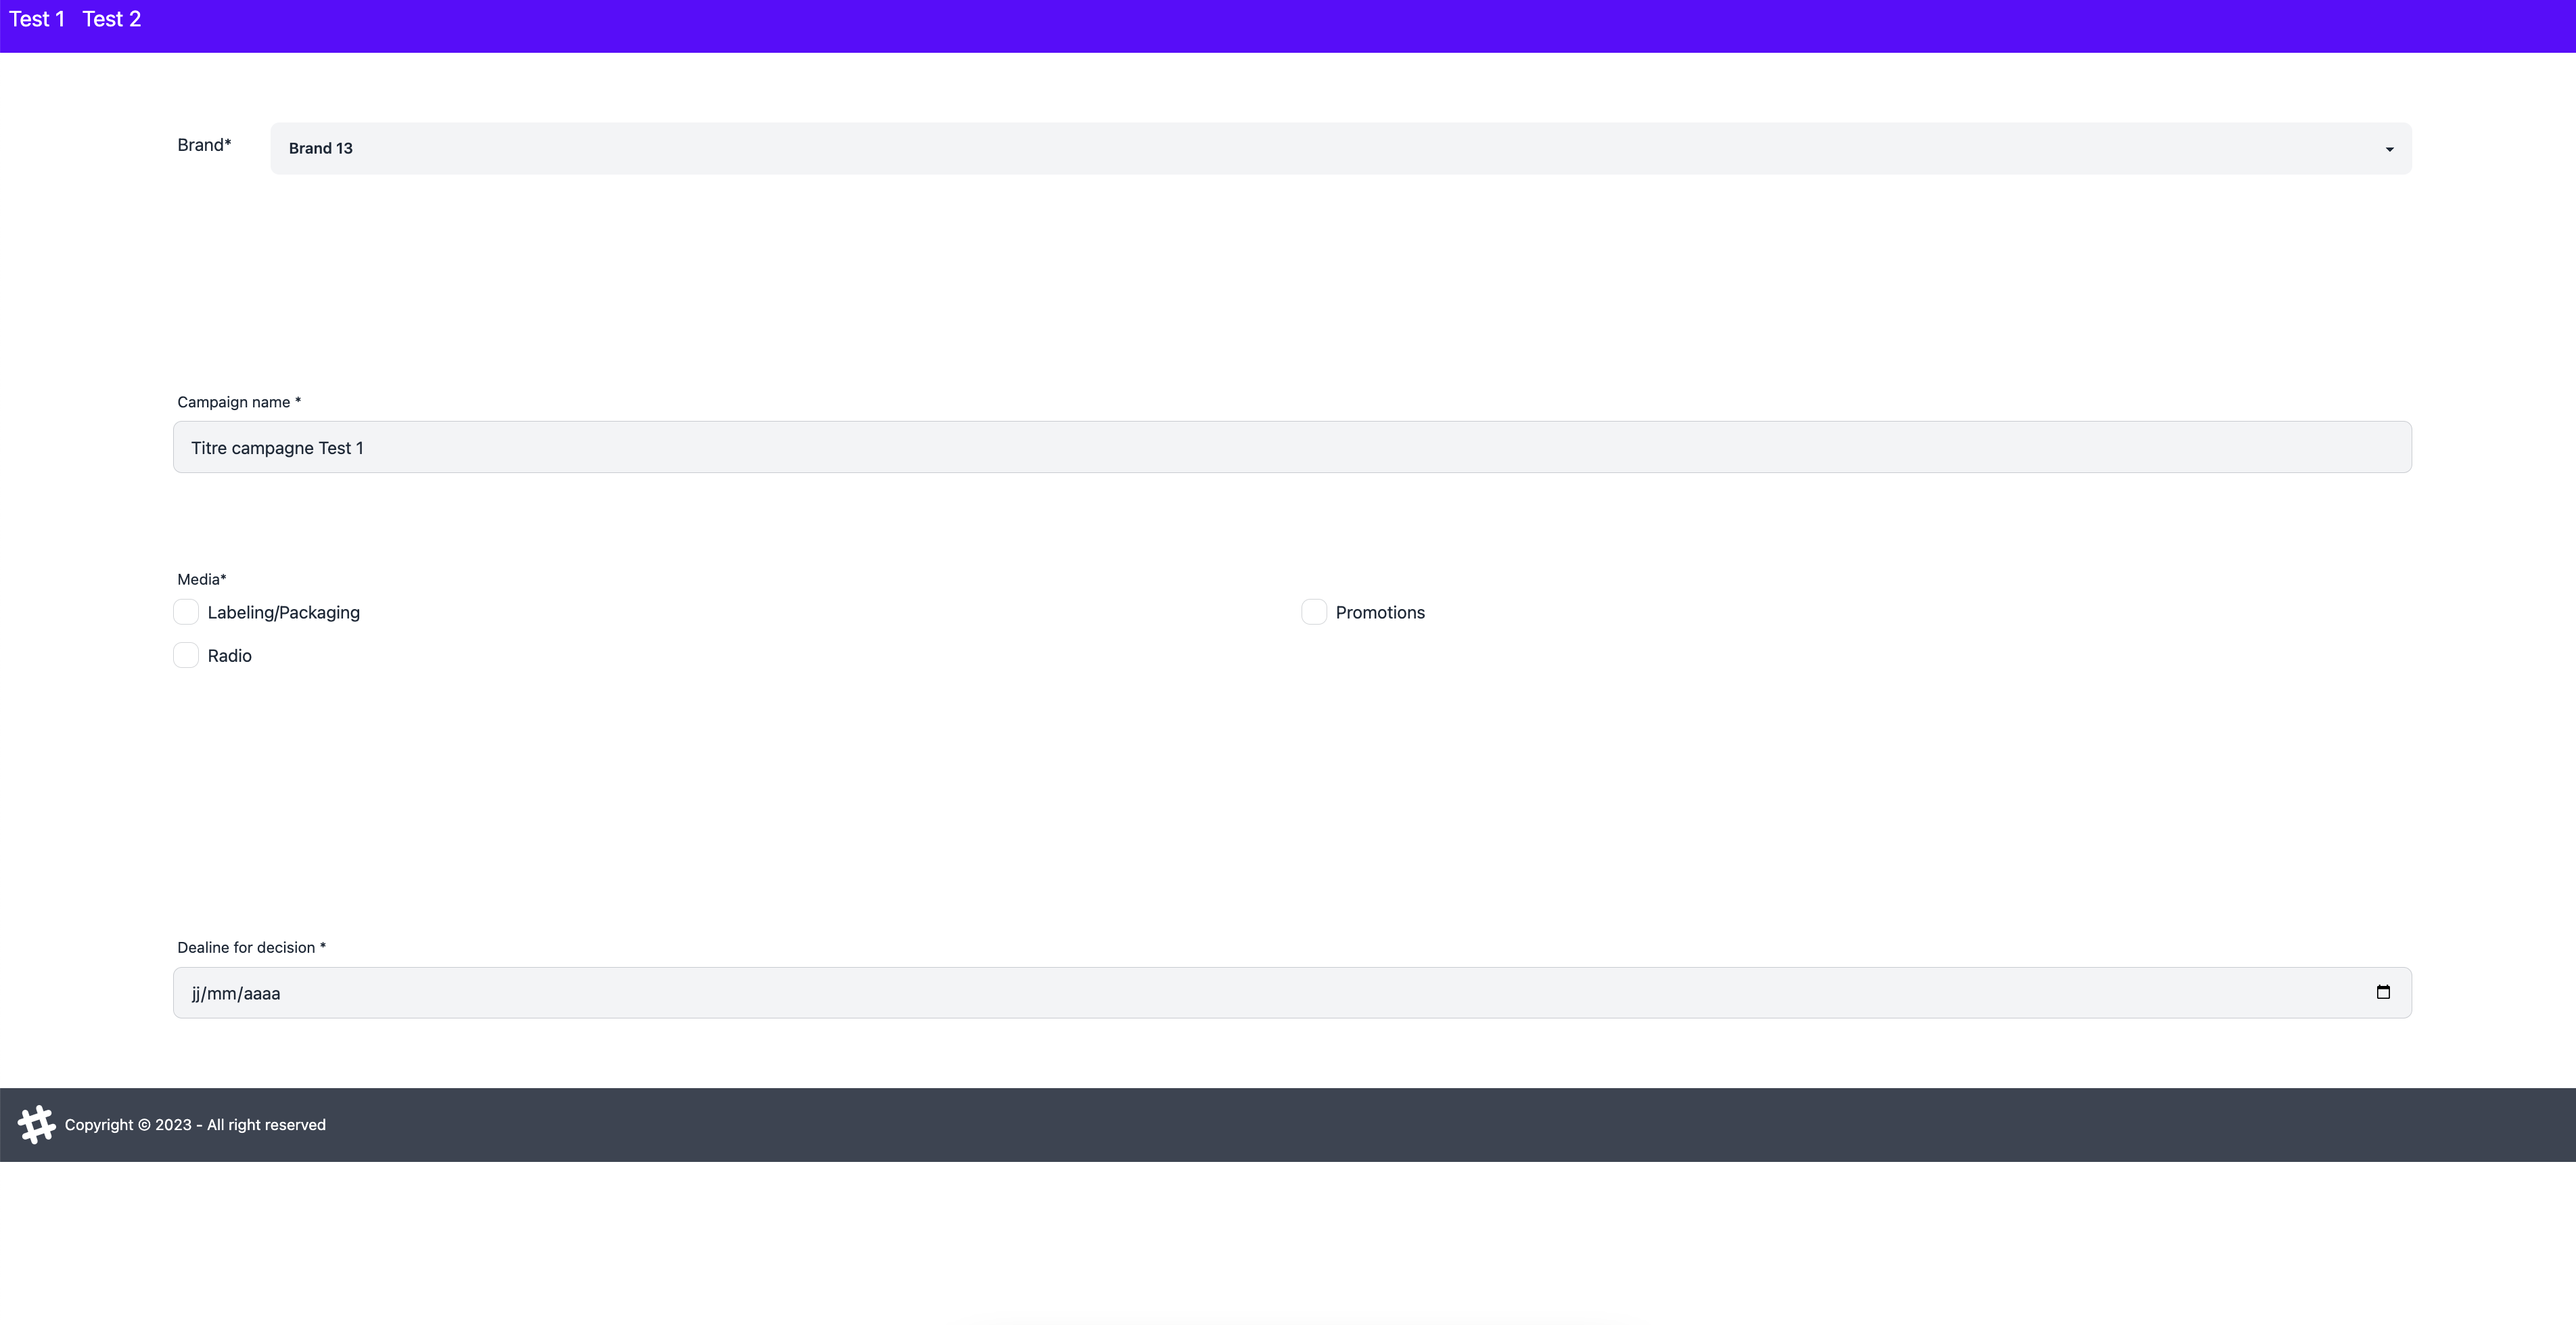 Test 1 Test 2
Brand*
Brand 13
Campaign name *
Titre campagne Test 1
Media*
Labeling/Packaging
Promotions
Radio
Dealine for decision *
jj/mm/aaaa
Copyright © 2023 - All right reserved